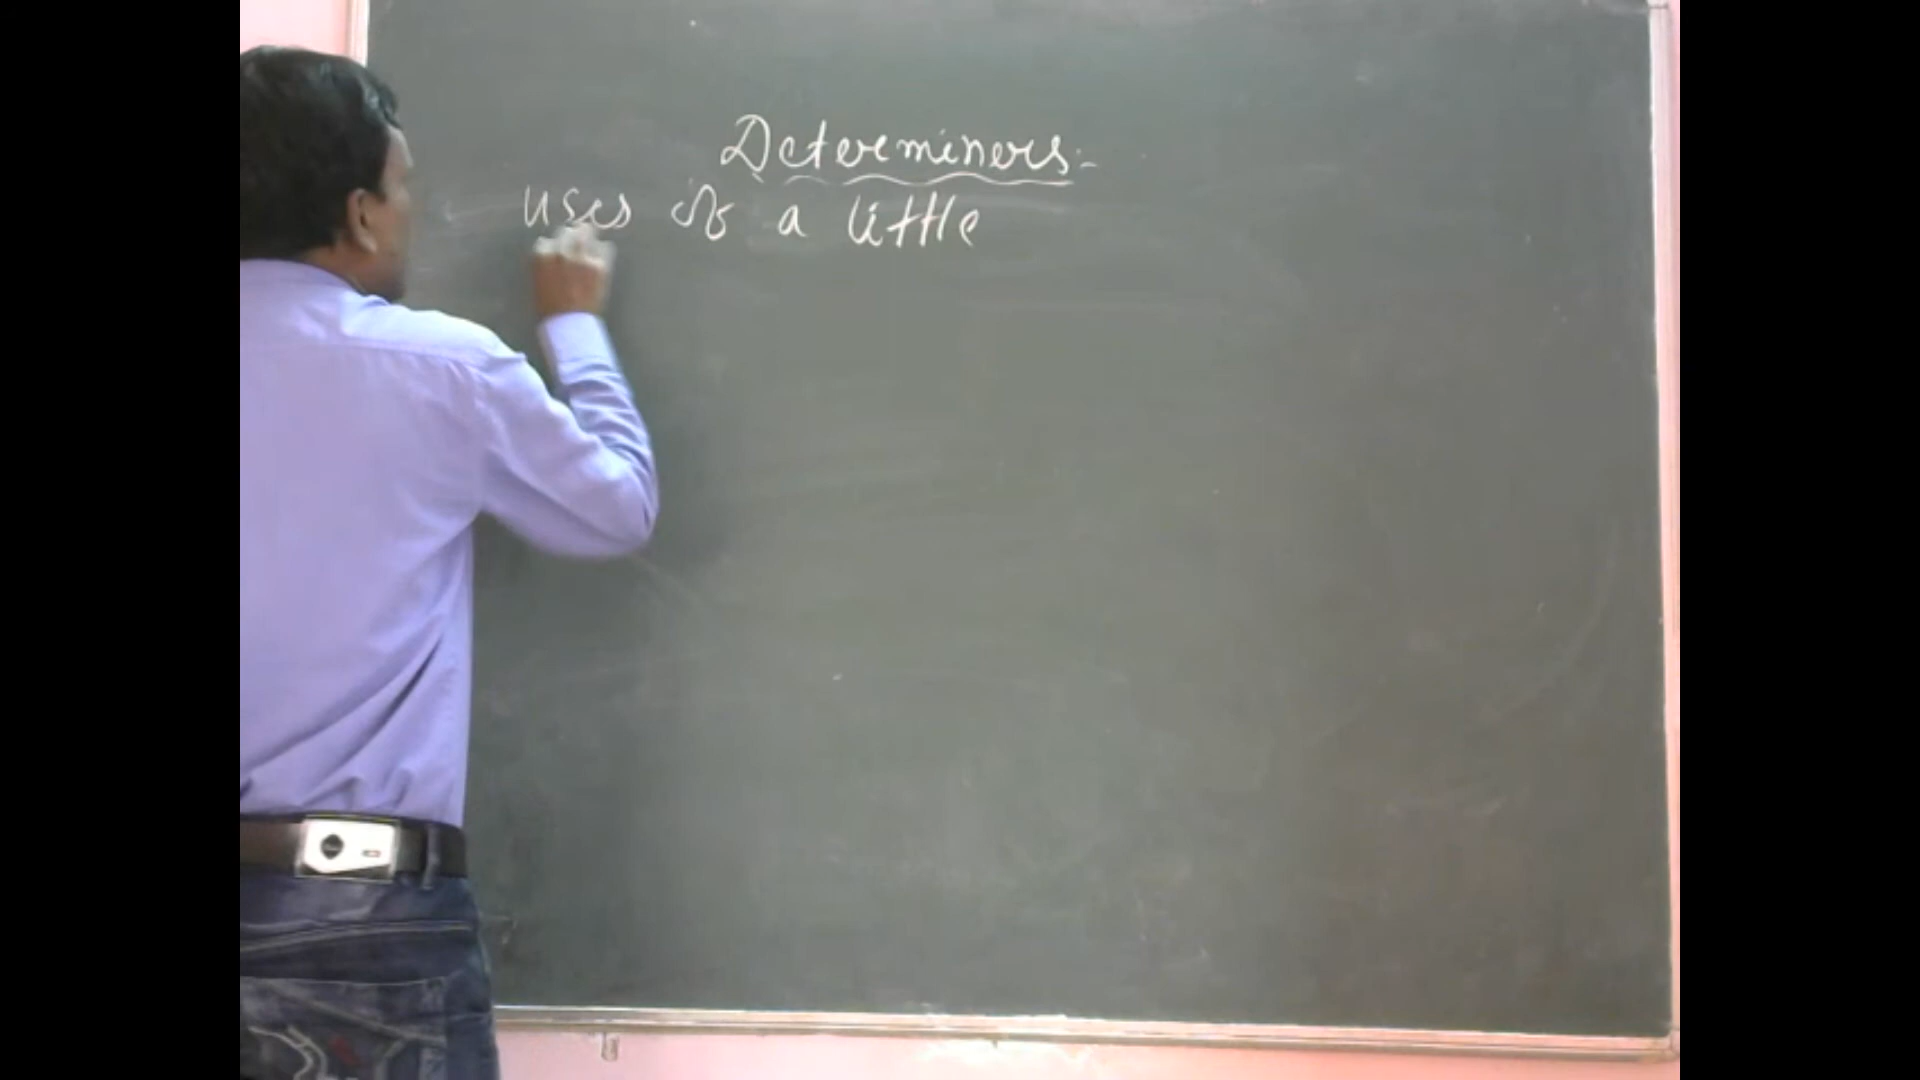 Determiners:-
uses of a little